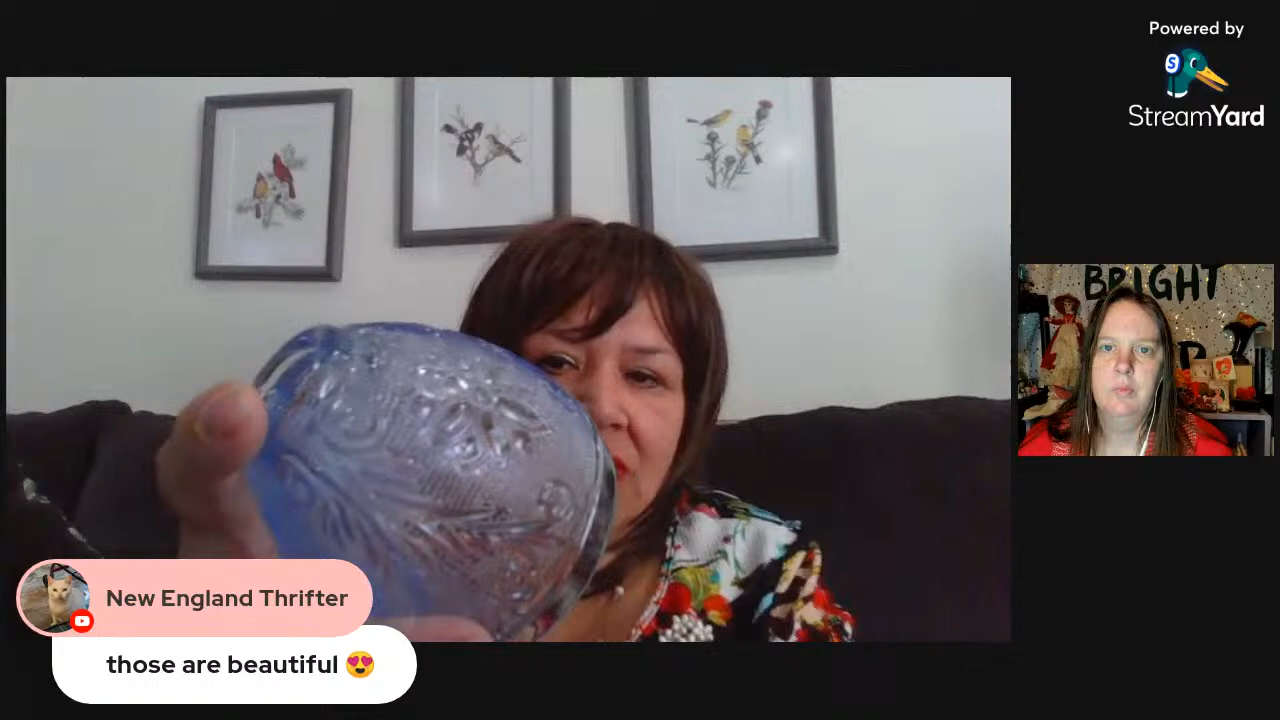 Powered by
StreamYard
BRIGHT
New England Thrifter
those are beautiful 😍